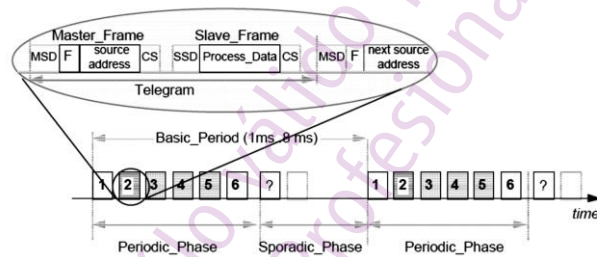 Master_Frame Slave_Frame
MSD F source address CS SSD Process_Data CS MSD F next source address
Telegram
Basic_Period (1ms ,8 ms)
1 2 3 4 5 6 ? 1 2 3 4 5 6 ?
time
Periodic_Phase Sporadic_Phase Periodic_Phase